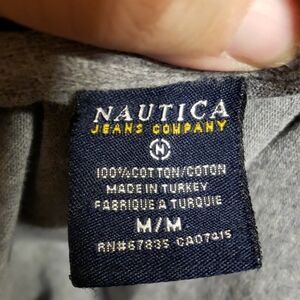 NAUTICA
JEANS COMPANY
N
100% COTTON/COTON
MADE IN TURKEY
FABRIQUE A TURQUIE
M/M
RN#67835 CA07415